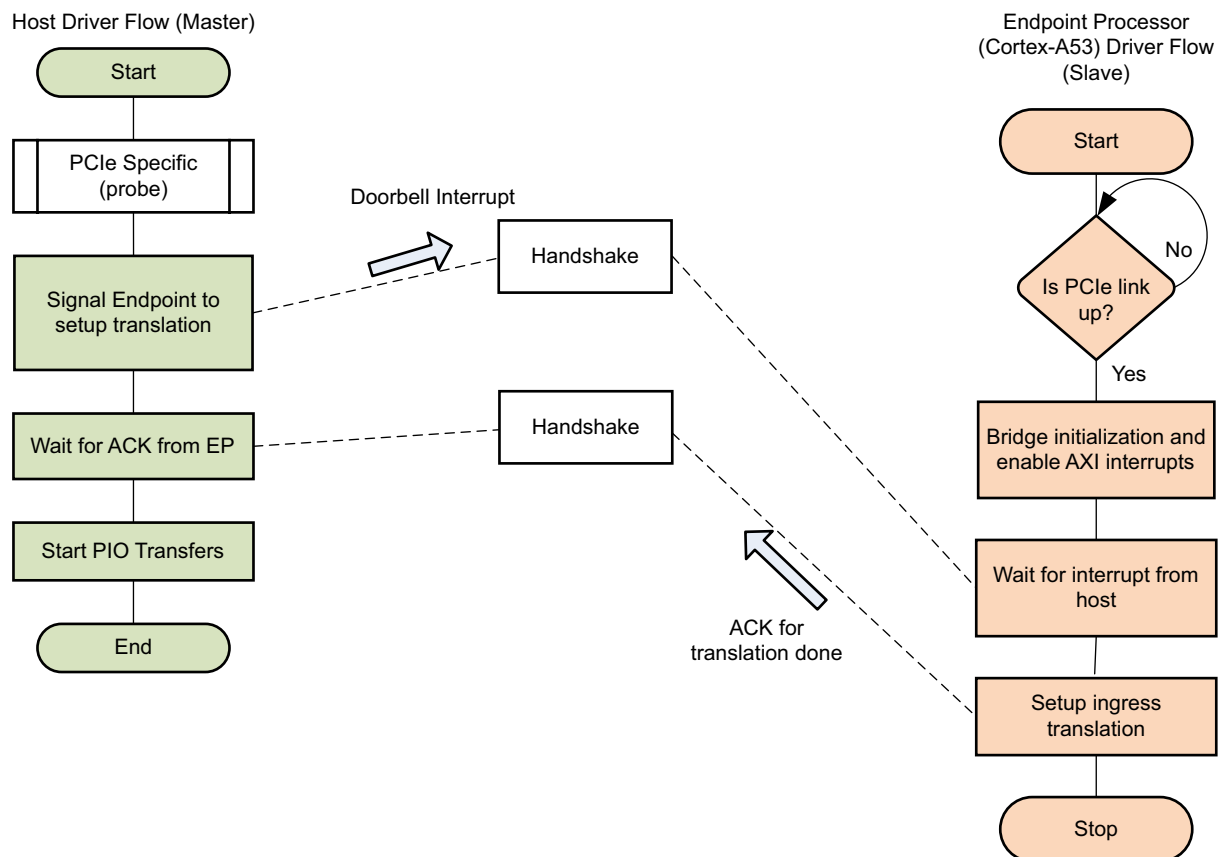 Host Driver Flow (Master)
Start
PCIe Specific
(probe)
Signal Endpoint to
setup translation
Wait for ACK from EP
Start PIO Transfers
End
Doorbell Interrupt
Handshake
Handshake
ACK for
translation done
Endpoint Processor
(Cortex-A53) Driver Flow
(Slave)
Start
No
Is PCIe link
up?
Yes
Bridge initialization and
enable AXI interrupts
Wait for interrupt from
host
Setup ingress
translation
Stop